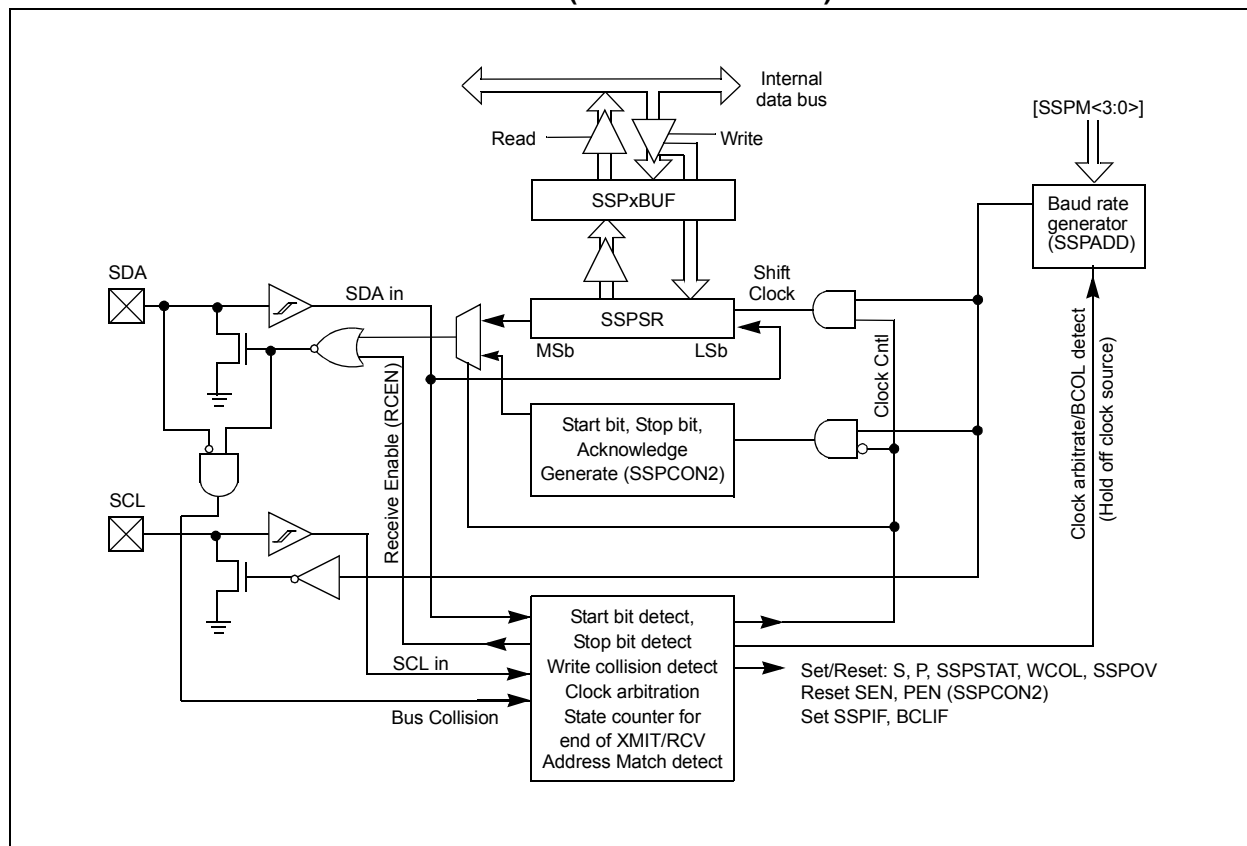 Internal
data bus
[SSPM<3:0>]
Read
Write
SSPxBUF
Baud rate
generator
(SSPADD)
SDA
Shift
Clock
SDA in
SSPSR
MSb
LSb
Clock Cntl
Clock arbitrate/BCOL detect
(Hold off clock source)
Receive Enable (RCEN)
Start bit, Stop bit,
Acknowledge
Generate (SSPCON2)
SCL
Start bit detect,
Stop bit detect
Write collision detect
Clock arbitration
State counter for
end of XMIT/RCV
Address Match detect
SCL in
Bus Collision
Set/Reset: S, P, SSPSTAT, WCOL, SSPOV
Reset SEN, PEN (SSPCON2)
Set SSPIF, BCLIF